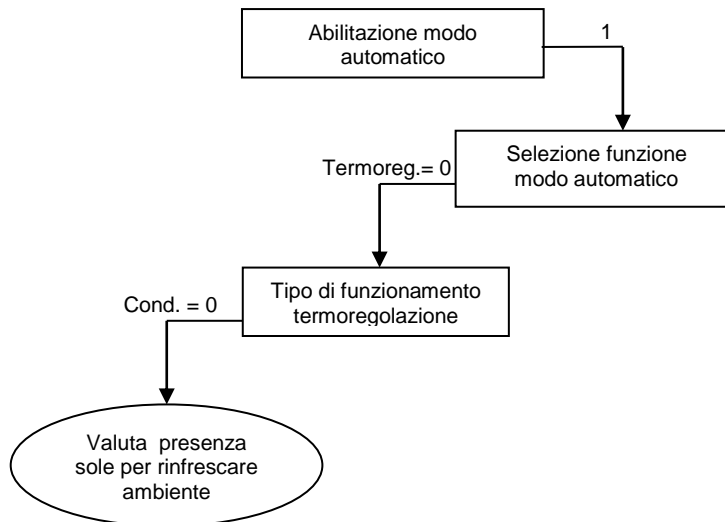 Abilitazione modo
automatico
1
Selezione funzione
modo automatico
Termoreg.= 0
Tipo di funzionamento
termoregolazione
Cond. = 0
Valuta presenza
sole per rinfrescare
ambiente